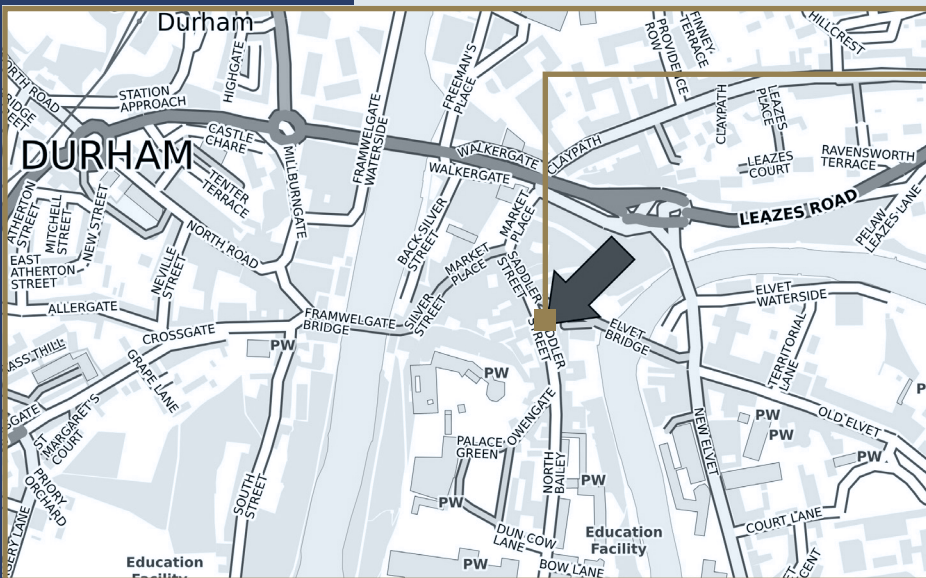 Durham
HIGHGATE
FREEMAN'S
PLACE
PROVIDENCE
ROW
FINNEY
TERRACE
HILLCREST
NORTH ROAD
STATION
APPROACH
CASTLE
CHARE
DURHAM
TENTER
TERRACE
MILLBURNGATE
FRAMWELGATE
WATERSIDE
WALKERGATE
WALKERGATE
CLAYPATH
CLAYPATH
LEAZES
PLACE
LEAZES
COURT
RAVENSWORTH
TERRACE
LEAZES ROAD
PELAW
LEAZES LANE
ATHERTON
STREET
MITCHELL
STREET
NEW STREET
EAST
ATHERTON
STREET
NEVILLE
STREET
NORTH ROAD
BACK SILVER
STREET
MARKET
PLACE
MARKET
PLACE
SADDLER
STREET
SILVER
STREET
ALLERGATE
CROSSGATE
FRAMWELGATE
BRIDGE
PW
SADDLER
STREET
ELVET
BRIDGE
ELVET
WATERSIDE
TERRITORIAL
LANE
GRAPE LANE
ST
MARGARET'S
COURT
PRIORY
ORCHARD
SOUTH
STREET
PW
PALACE
GREEN
OWENGATE
NORTH
BAILEY
PW
DUN COW
LANE
BOW LANE
PW
PW
NEW ELVET
OLD ELVET
PW
PW
PW
COURT LANE
Education
Facility
Education
Facility